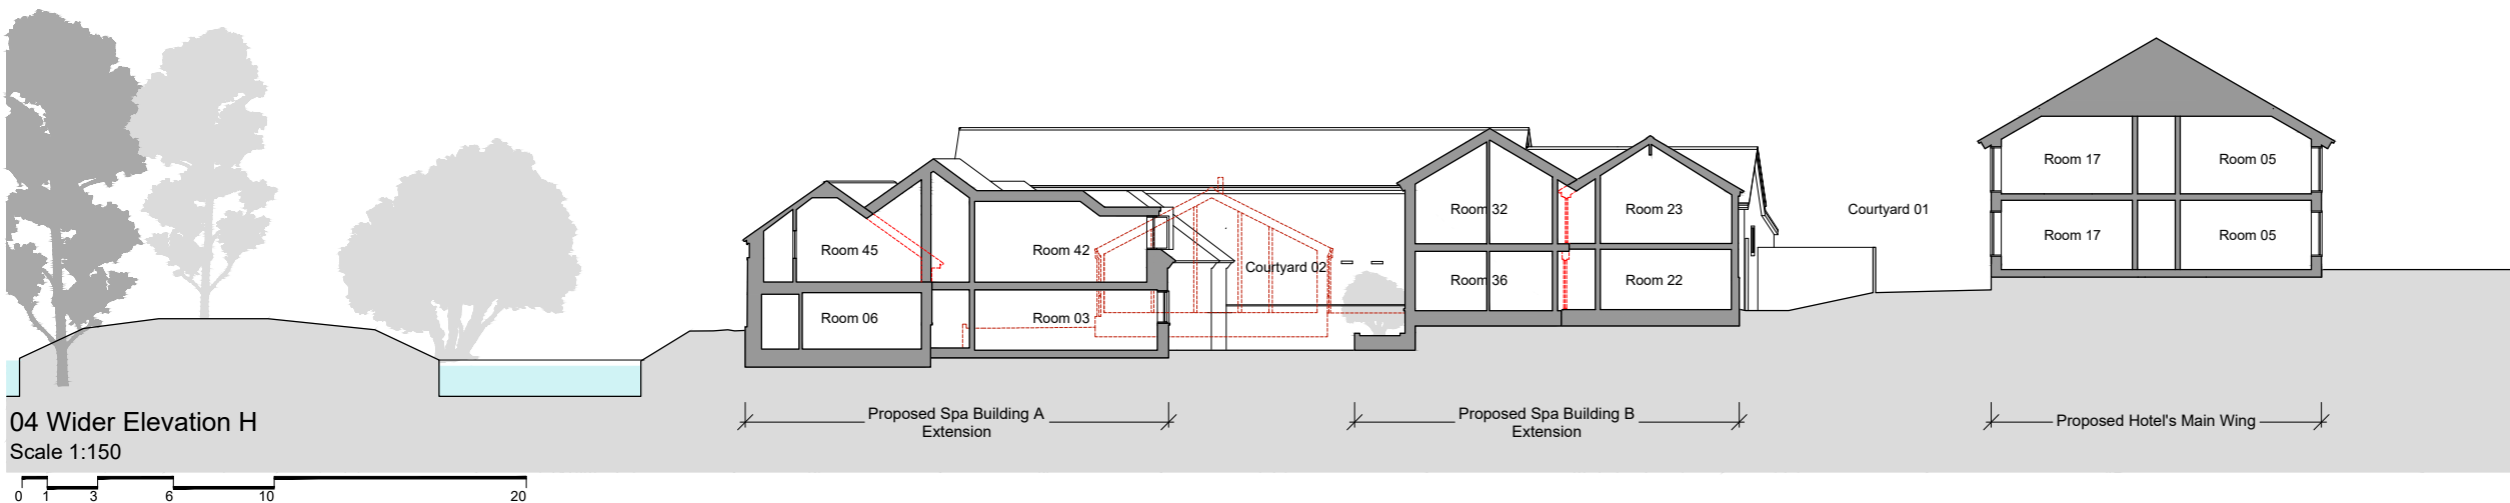 Room 17
Room 05
Room 32
Room 23
Courtyard 01
Room 45
Room 42
Room 17
Room 05
Courtyard 02
Room 36
Room 22
Room 06
Room 03
Proposed Spa Building A
Extension
Proposed Spa Building B
Extension
Proposed Hotel's Main Wing
04 Wider Elevation H
Scale 1:150
0 1 3 6 10 20